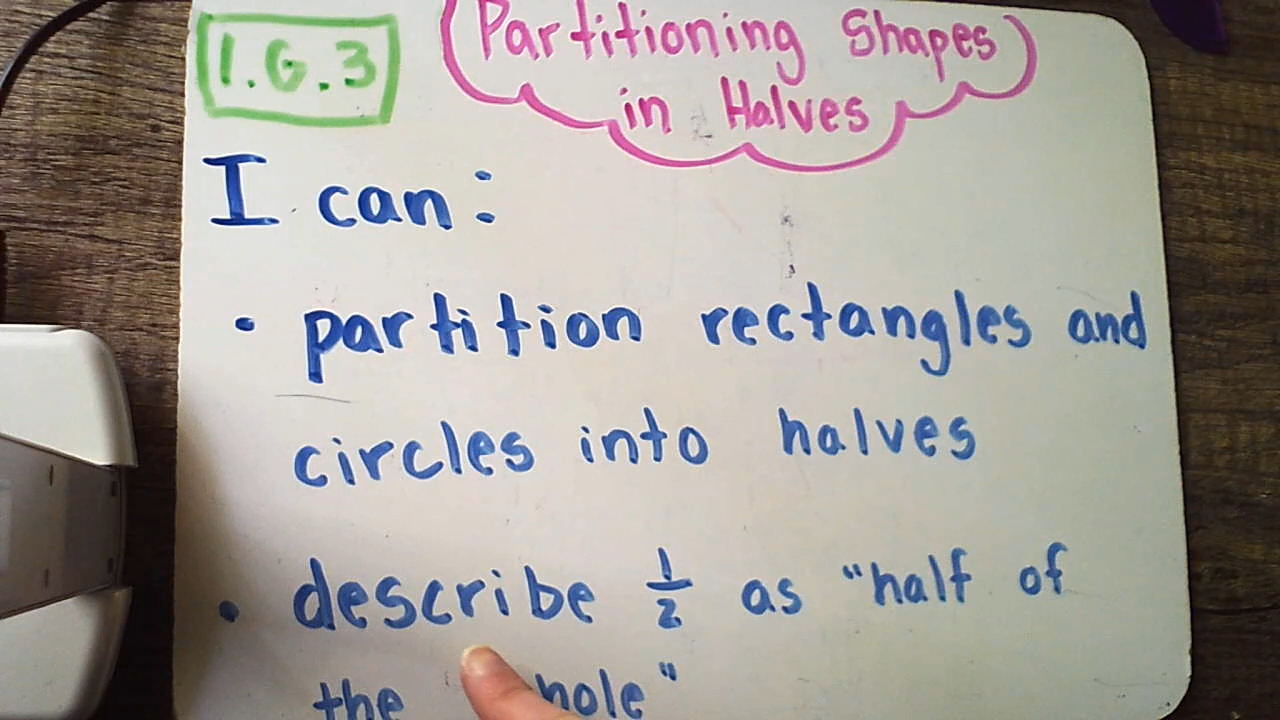 1.G.3
Partitioning Shapes
in Halves
I can:
• partition rectangles and
circles into halves
• describe 1/2 as "half of
the hole"